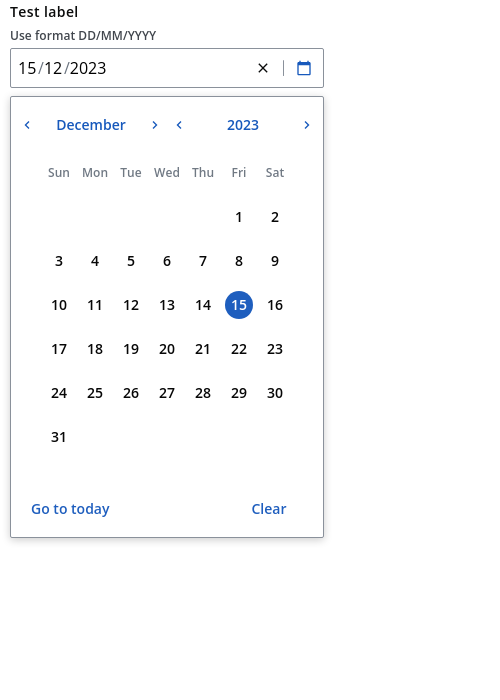 Test label
Use format DD/MM/YYYY
15/12/2023
December 2023
Sun Mon Tue Wed Thu Fri Sat
1 2
3 4 5 6 7 8 9
10 11 12 13 14 15 16
17 18 19 20 21 22 23
24 25 26 27 28 29 30
31
Go to today Clear